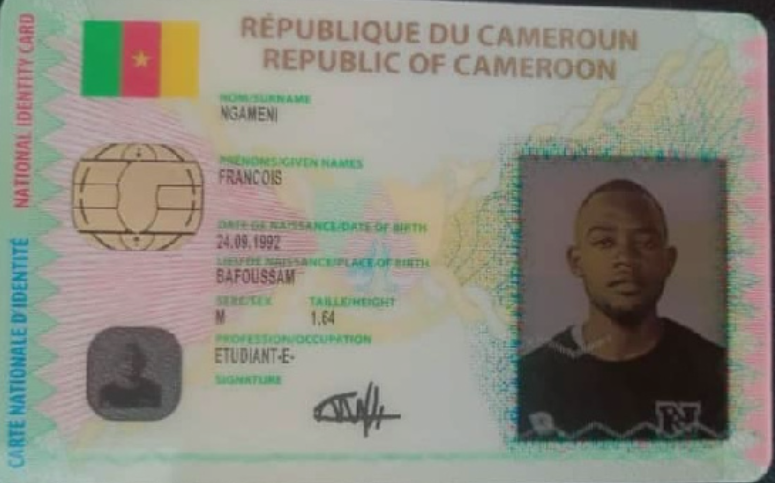 RÉPUBLIQUE DU CAMEROUN
REPUBLIC OF CAMEROON
NATIONAL IDENTITY CARD
CARTE NATIONALE D'IDENTITÉ
NOM/SURNAME
NGAMENI
PRÉNOMS/GIVEN NAMES
FRANCOIS
DATE DE NAISSANCE/DATE OF BIRTH
24.09.1992
LIEU DE NAISSANCE/PLACE OF BIRTH
BAFOUSSAM
SEXE/SEX TAILLE/HEIGHT
M 1,64
PROFESSION/OCCUPATION
ETUDIANT-E-
SIGNATURE